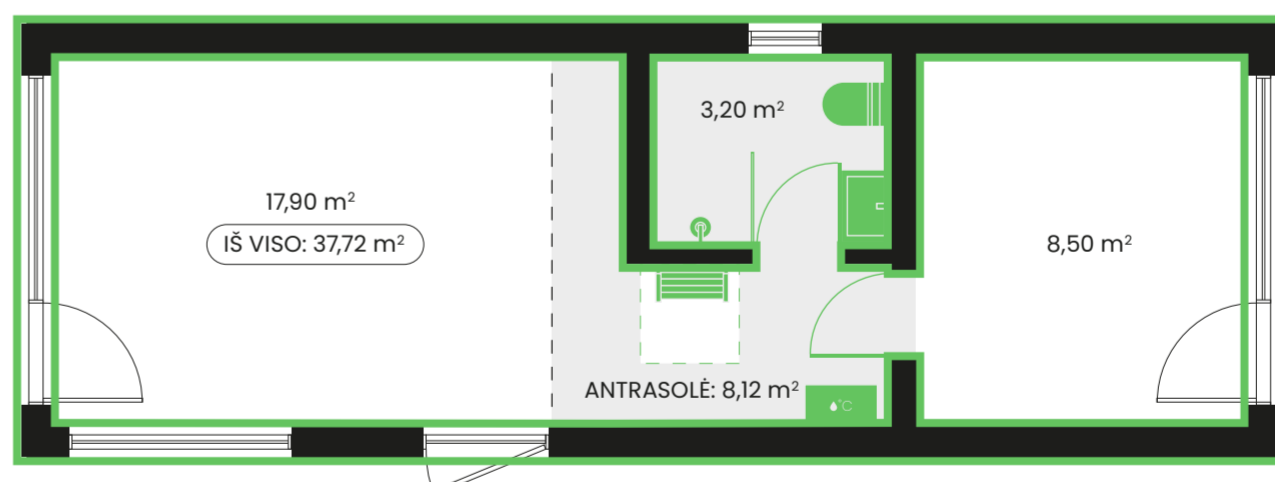 3,20 m²
17,90 m²
IŠ VISO: 37,72 m²
8,50 m²
ANTRASOLĖ: 8,12 m²
°C